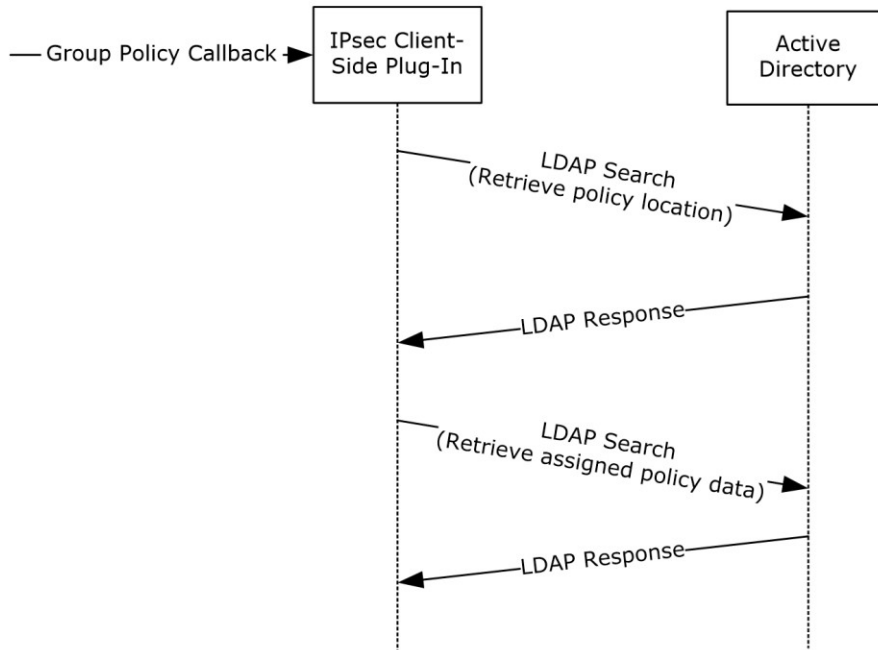 Group Policy Callback
IPsec Client-
Side Plug-In
Active
Directory
LDAP Search
(Retrieve policy location)
LDAP Response
LDAP Search
(Retrieve assigned policy data)
LDAP Response